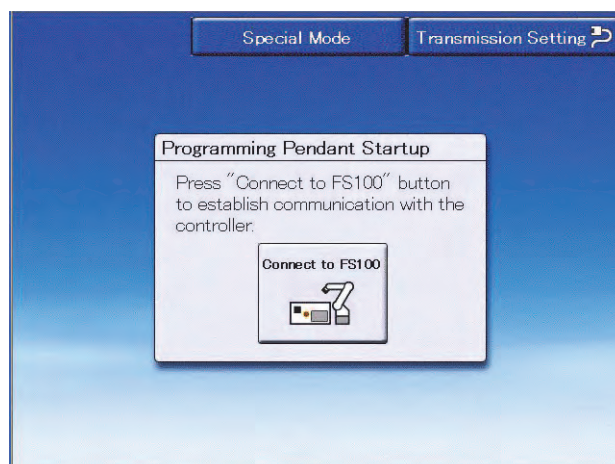 Special Mode
Transmission Setting
Programming Pendant Startup
Press "Connect to FS100" button
to establish communication with the
controller.
Connect to FS100